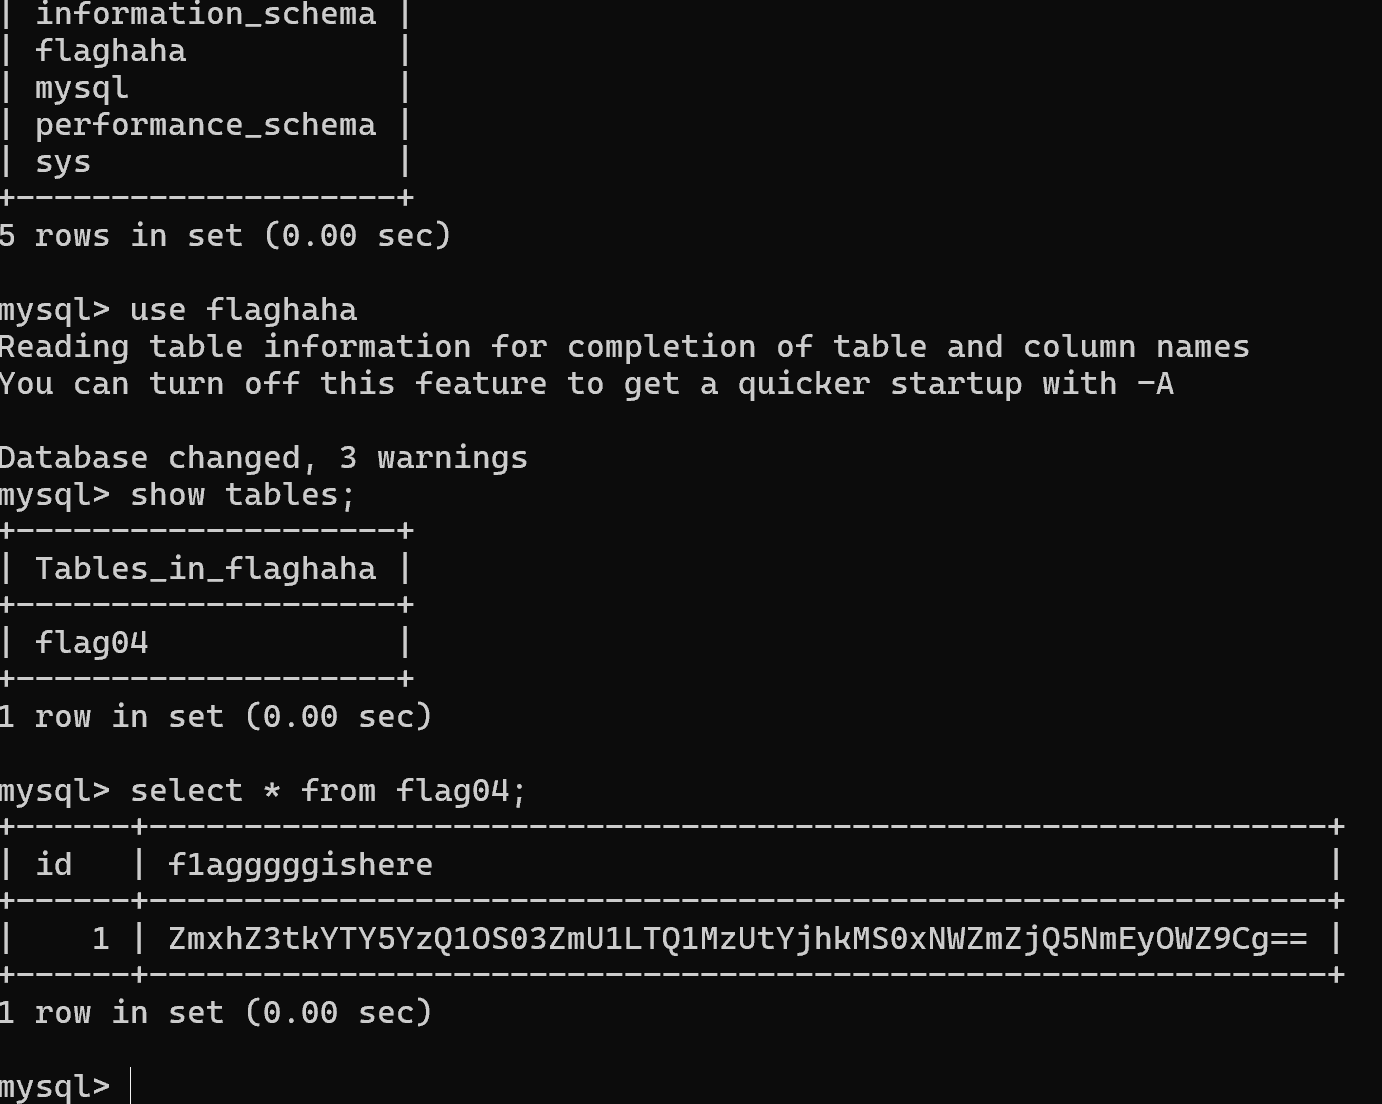 | information_schema |
| flaghaha           |
| mysql              |
| performance_schema |
| sys                |
+--------------------+
5 rows in set (0.00 sec)

mysql> use flaghaha
Reading table information for completion of table and column names
You can turn off this feature to get a quicker startup with -A

Database changed, 3 warnings
mysql> show tables;
+--------------------+
| Tables_in_flaghaha |
+--------------------+
| flag04             |
+--------------------+
1 row in set (0.00 sec)

mysql> select * from flag04;
+------+--------------------------------------------------------------+
| id   | f1agggggishere                                               |
+------+--------------------------------------------------------------+
|    1 | ZmxhZ3tkYTY5YzQ1OS03ZmU1LTQ1MzUtYjhkMS0xNWZmZjQ5NmEyOWZ9Cg== |
+------+--------------------------------------------------------------+
1 row in set (0.00 sec)

mysql>